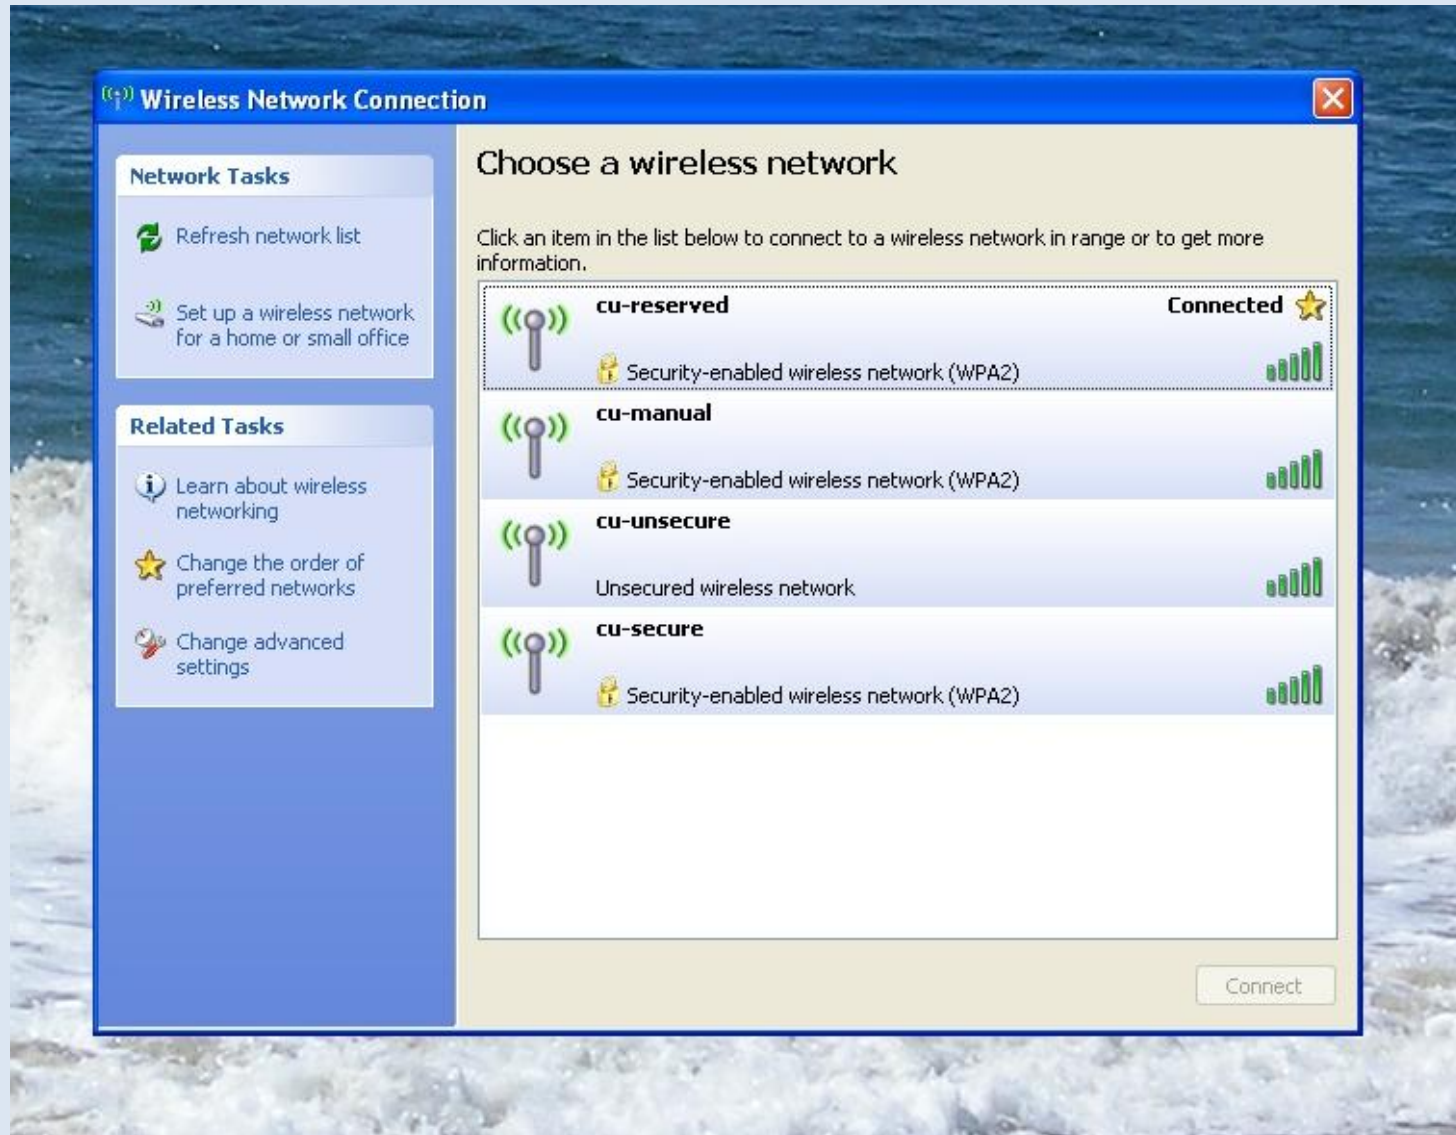 Wireless Network Connection
Network Tasks
Refresh network list
Set up a wireless network
for a home or small office
Related Tasks
Learn about wireless
networking
Change the order of
preferred networks
Change advanced
settings
Choose a wireless network
Click an item in the list below to connect to a wireless network in range or to get more
information.
cu-reserved
Connected
Security-enabled wireless network (WPA2)
cu-manual
Security-enabled wireless network (WPA2)
cu-unsecure
Unsecured wireless network
cu-secure
Security-enabled wireless network (WPA2)
Connect